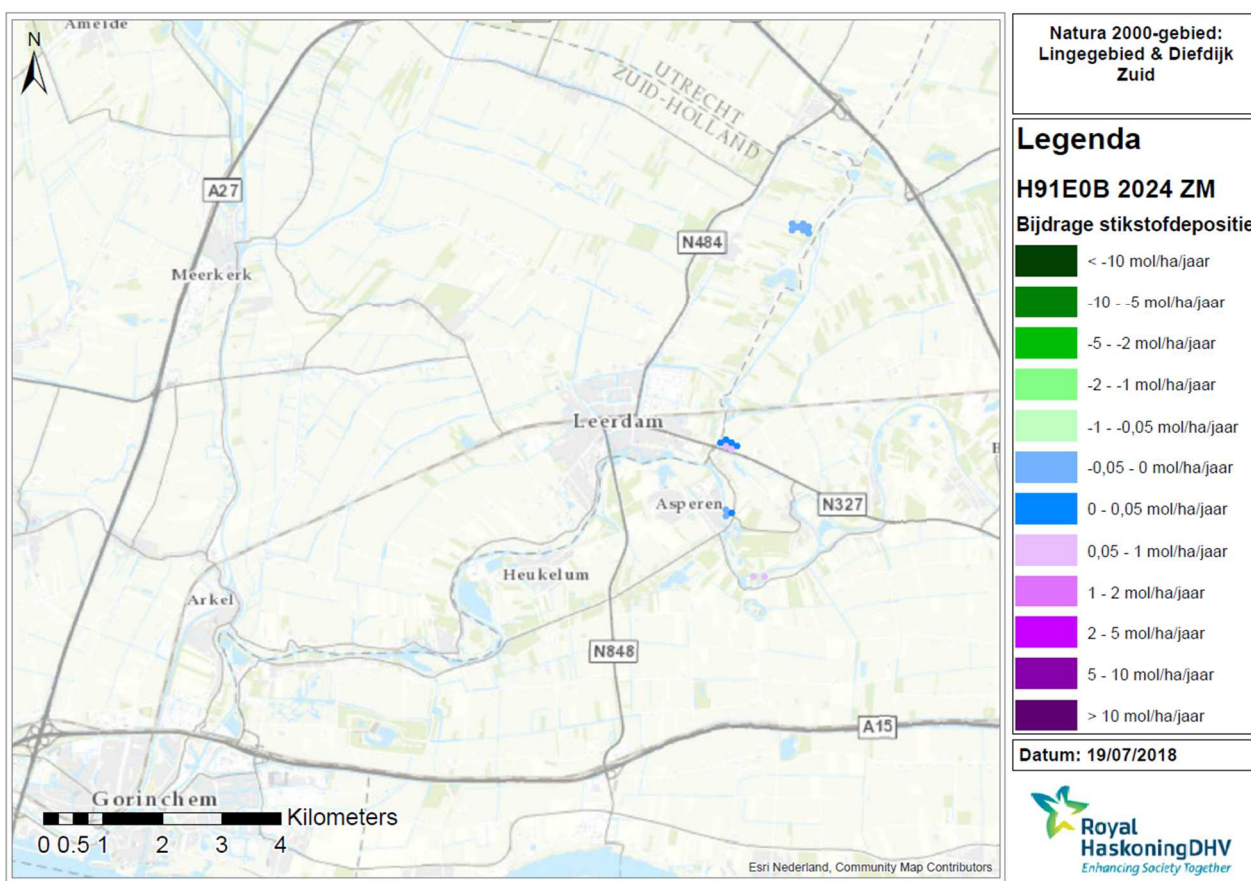 Ameide
N
UTRECHT
ZUID-HOLLAND
A27
N484
Meerkerk
Leerdam
Asperen
N327
Heukelum
Arkel
N848
A15
Gorinchem
Kilometers
0 0.5 1 2 3 4
Esri Nederland, Community Map Contributors
Natura 2000-gebied:
Lingegebied & Diefdijk
Zuid
Legenda
H91E0B 2024 ZM
Bijdrage stikstofdepositie
< -10 mol/ha/jaar
-10 - -5 mol/ha/jaar
-5 - -2 mol/ha/jaar
-2 - -1 mol/ha/jaar
-1 - -0,05 mol/ha/jaar
-0,05 - 0 mol/ha/jaar
0 - 0,05 mol/ha/jaar
0,05 - 1 mol/ha/jaar
1 - 2 mol/ha/jaar
2 - 5 mol/ha/jaar
5 - 10 mol/ha/jaar
> 10 mol/ha/jaar
Datum: 19/07/2018
Royal
HaskoningDHV
Enhancing Society Together